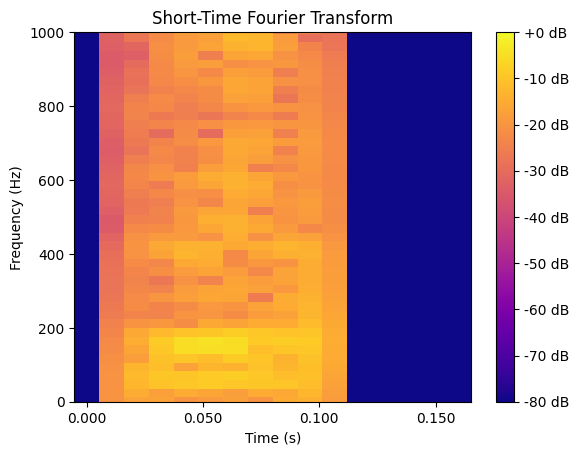 Short-Time Fourier Transform
1000
800
600
400
200
0
Frequency (Hz)
0.000
0.050
0.100
0.150
Time (s)
+0 dB
-10 dB
-20 dB
-30 dB
-40 dB
-50 dB
-60 dB
-70 dB
-80 dB